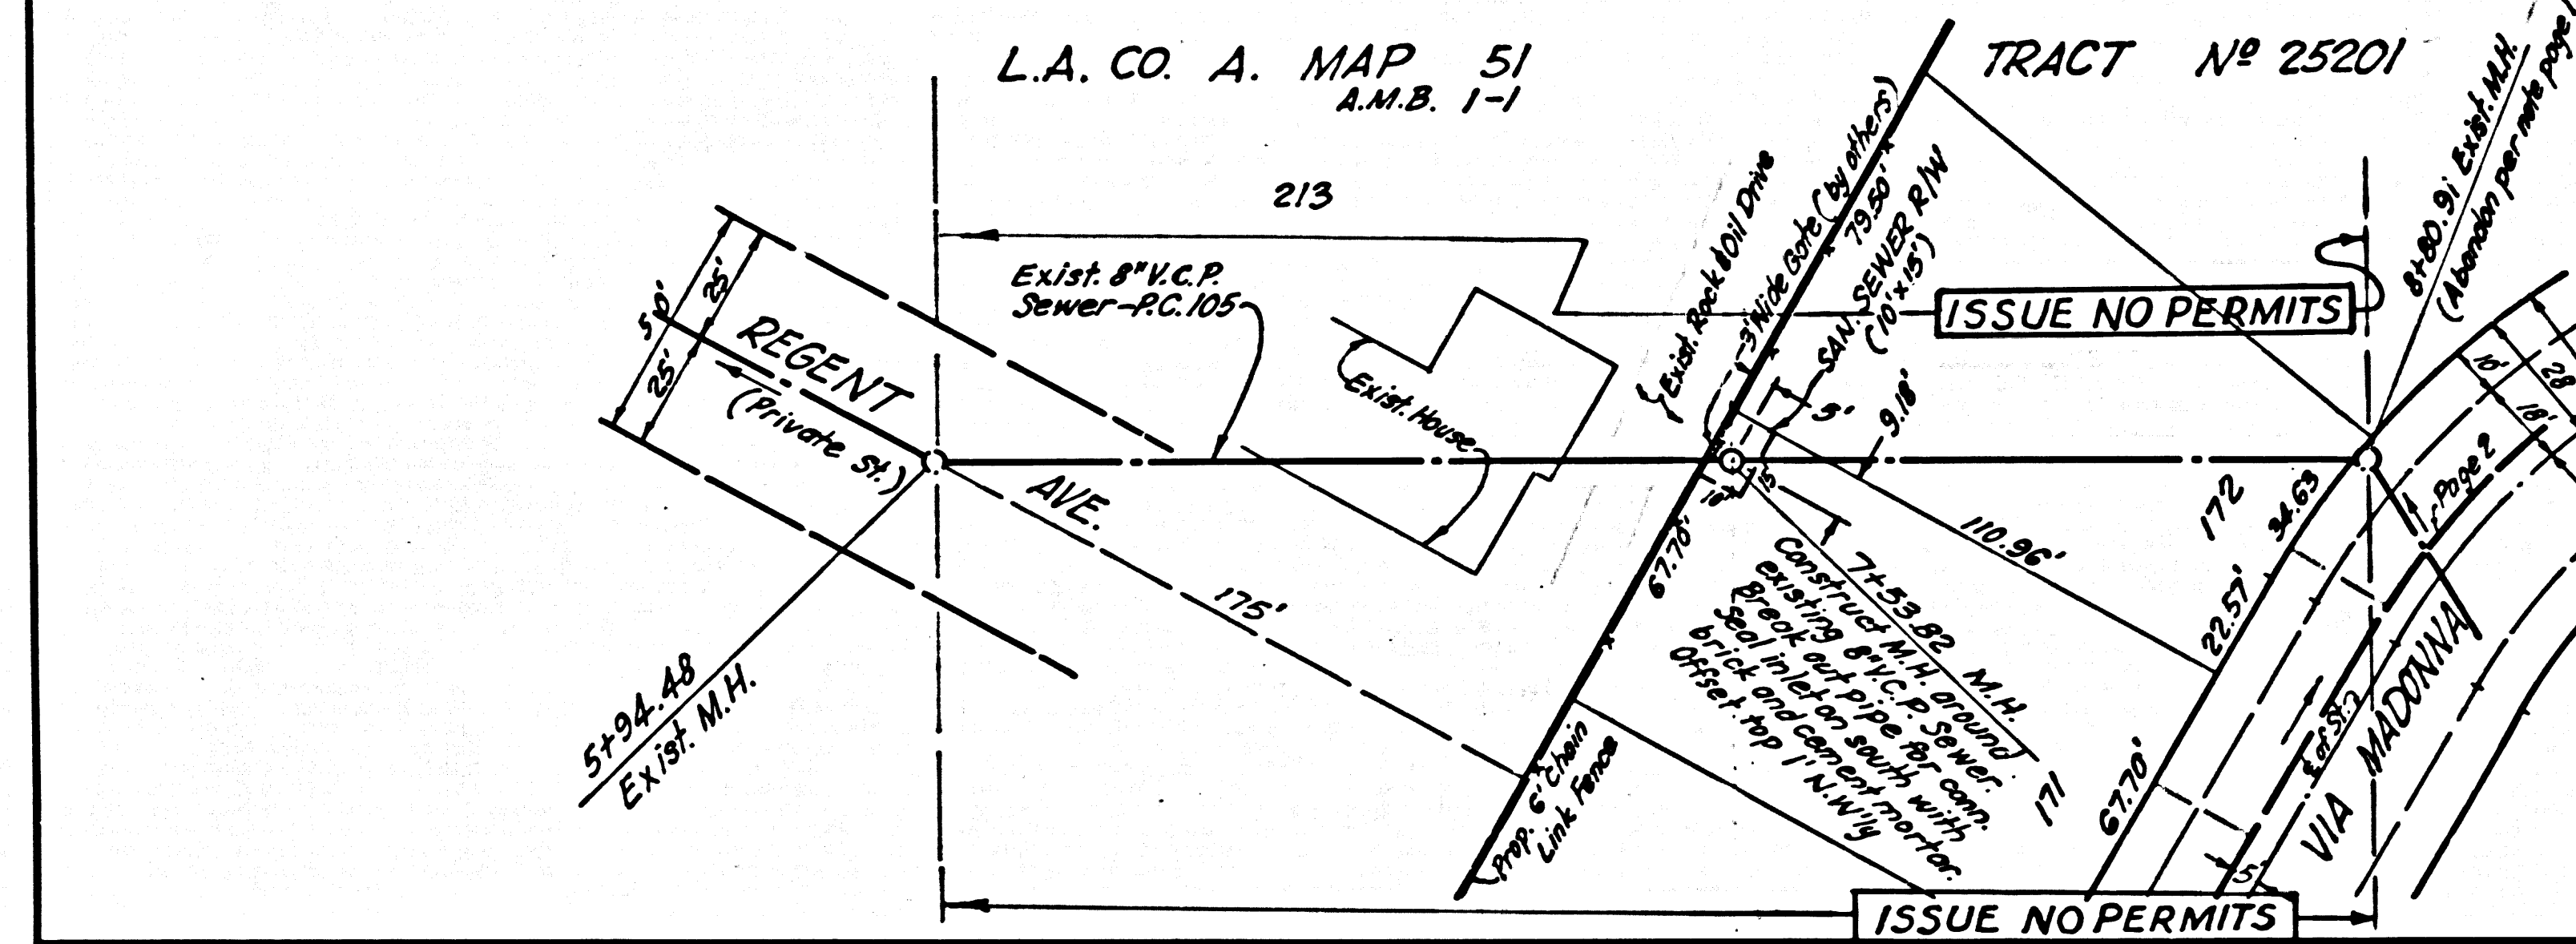 L.A. CO. A. MAP 51
A.M.B. 1-1
TRACT Nº 25201
8+80.91 Exist. M.H.
(Abandon per note page
213
50'
25'
25'
REGENT
(Private St.)
AVE.
Exist. 8" V.C.P.
Sewer-P.C. 105
Exist. House
Exist. Rock & Oil Drive
3' Wide Gate (by others)
79.50'
SAN. SEWER R/W
(10' x 15')
ISSUE NO PERMITS
5'
9.18'
10'
15'
110.96'
172
34.63
22.57'
Page 2
10'
18'
28
67.70'
175'
5+94.48
Exist. M.H.
7+53.82 M.H.
Construct M.H. around
existing 8" V.C.P. Sewer.
Break out pipe for conn.
Seal inlet on south with
brick and cement mortar.
Offset top 1' N.W'ly
171
67.70'
℄ of St.
VIA MADONNA
5'
Prop. 6' Chain
Link Fence
ISSUE NO PERMITS